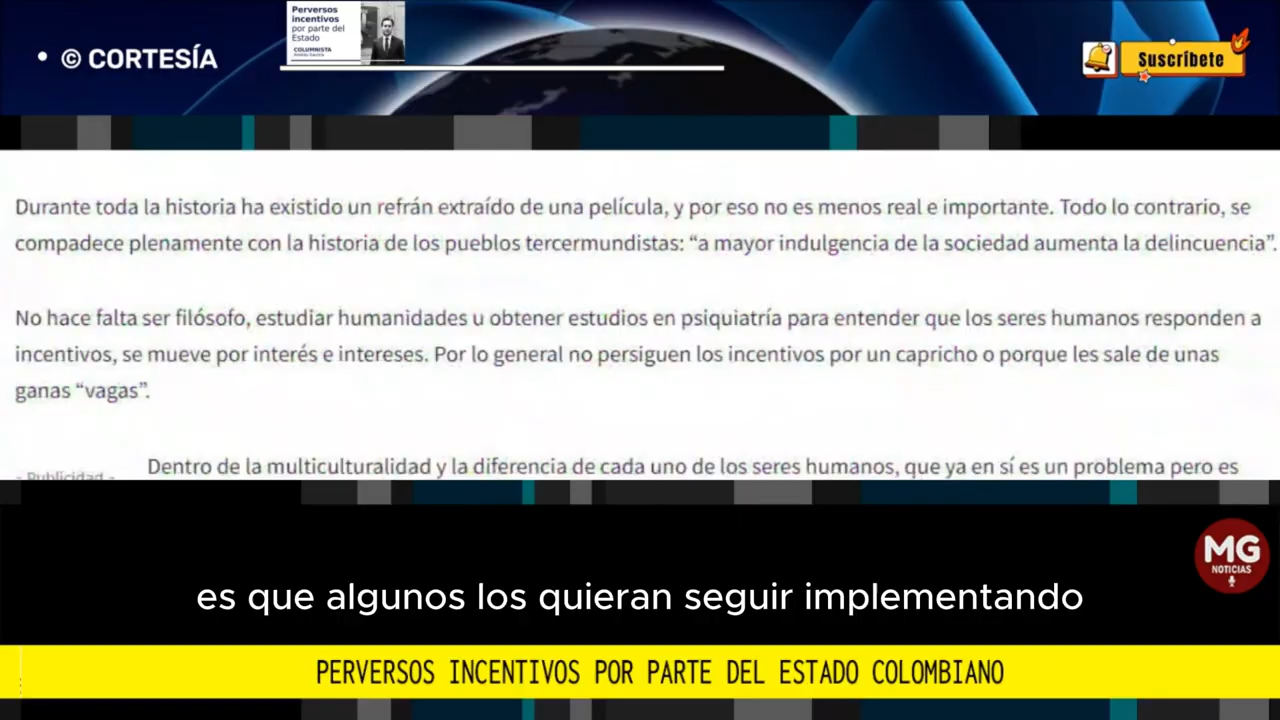 • © CORTESÍA
Perversos
incentivos
por parte del
Estado
COLUMNISTA
Suscríbete
Durante toda la historia ha existido un refrán extraído de una película, y por eso no es menos real e importante. Todo lo contrario, se
compadece plenamente con la historia de los pueblos tercermundistas: “a mayor indulgencia de la sociedad aumenta la delincuencia”.
No hace falta ser filósofo, estudiar humanidades u obtener estudios en psiquiatría para entender que los seres humanos responden a
incentivos, se mueve por interés e intereses. Por lo general no persiguen los incentivos por un capricho o porque les sale de unas
ganas “vagas”.
Dentro de la multiculturalidad y la diferencia de cada uno de los seres humanos, que ya en sí es un problema pero es
- Publicidad -
MG
NOTICIAS
es que algunos los quieran seguir implementando
PERVERSOS INCENTIVOS POR PARTE DEL ESTADO COLOMBIANO